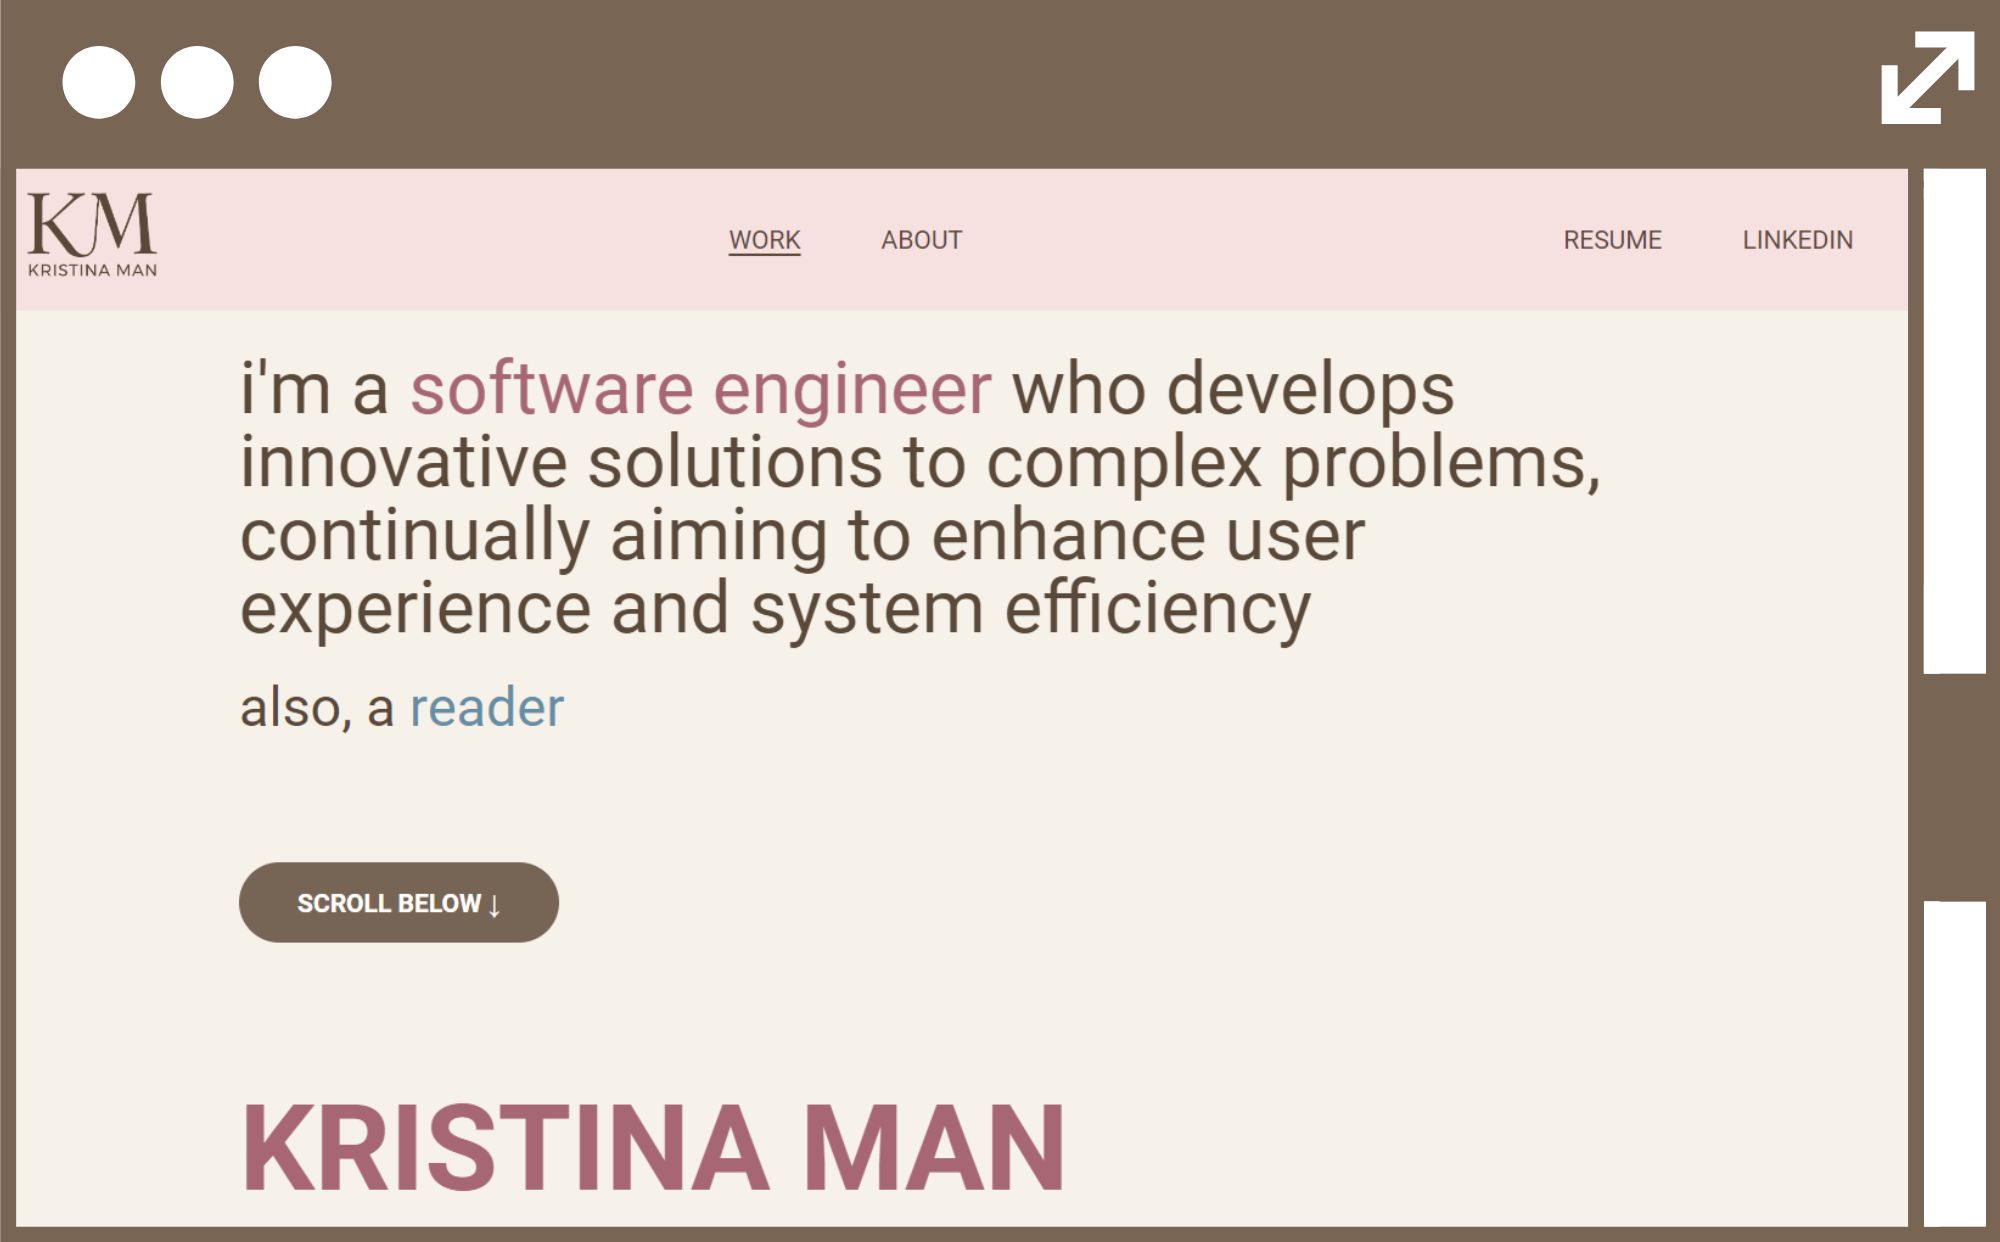 KM
KRISTINA MAN
WORK
ABOUT
RESUME
LINKEDIN
i'm a software engineer who develops
innovative solutions to complex problems,
continually aiming to enhance user
experience and system efficiency
also, a reader
SCROLL BELOW ↓
KRISTINA MAN